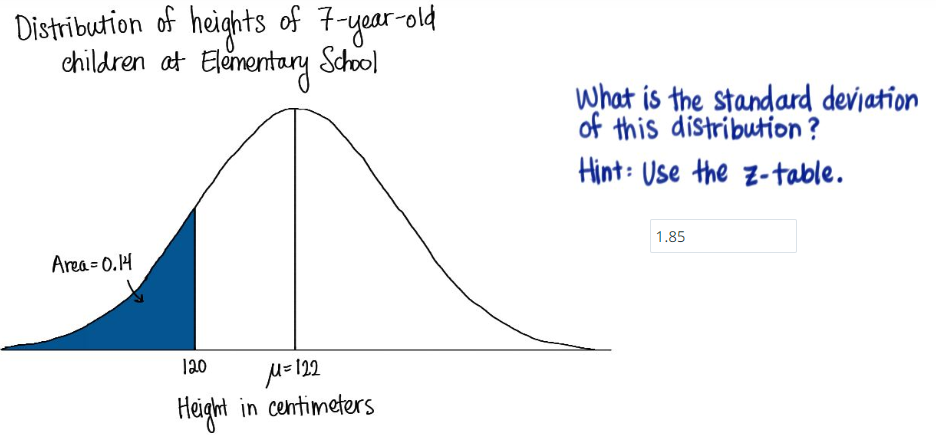 Distribution of heights of 7-year-old
children at Elementary School
What is the standard deviation
of this distribution?
Hint: Use the z-table.
1.85
Area=0.14
120
μ=122
Height in centimeters